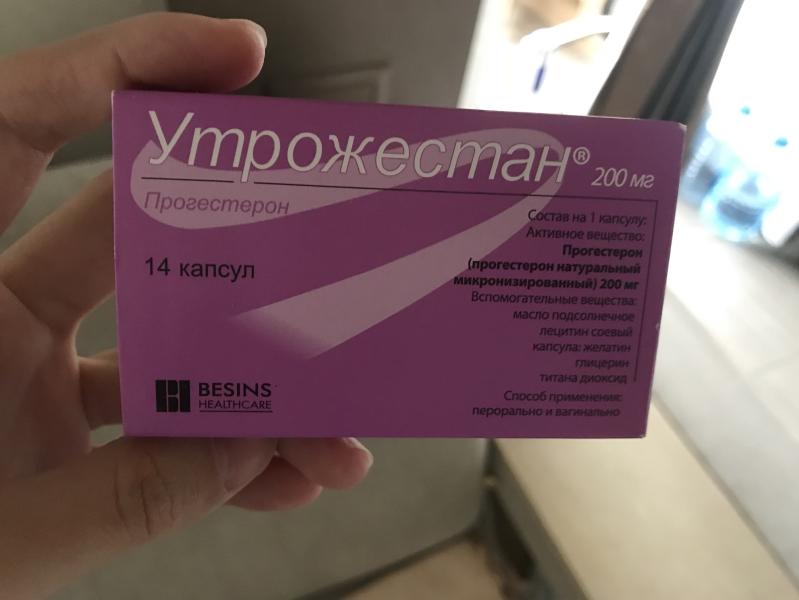 Утрожестан® 200 мг
Прогестерон
14 капсул
Состав на 1 капсулу:
Активное вещество:
Прогестерон
(прогестерон натуральный
микронизированный) 200 мг
Вспомогательные вещества:
масло подсолнечное
лецитин соевый
капсула: желатин
глицерин
титана диоксид
Способ применения:
перорально и вагинально
BESINS
HEALTHCARE